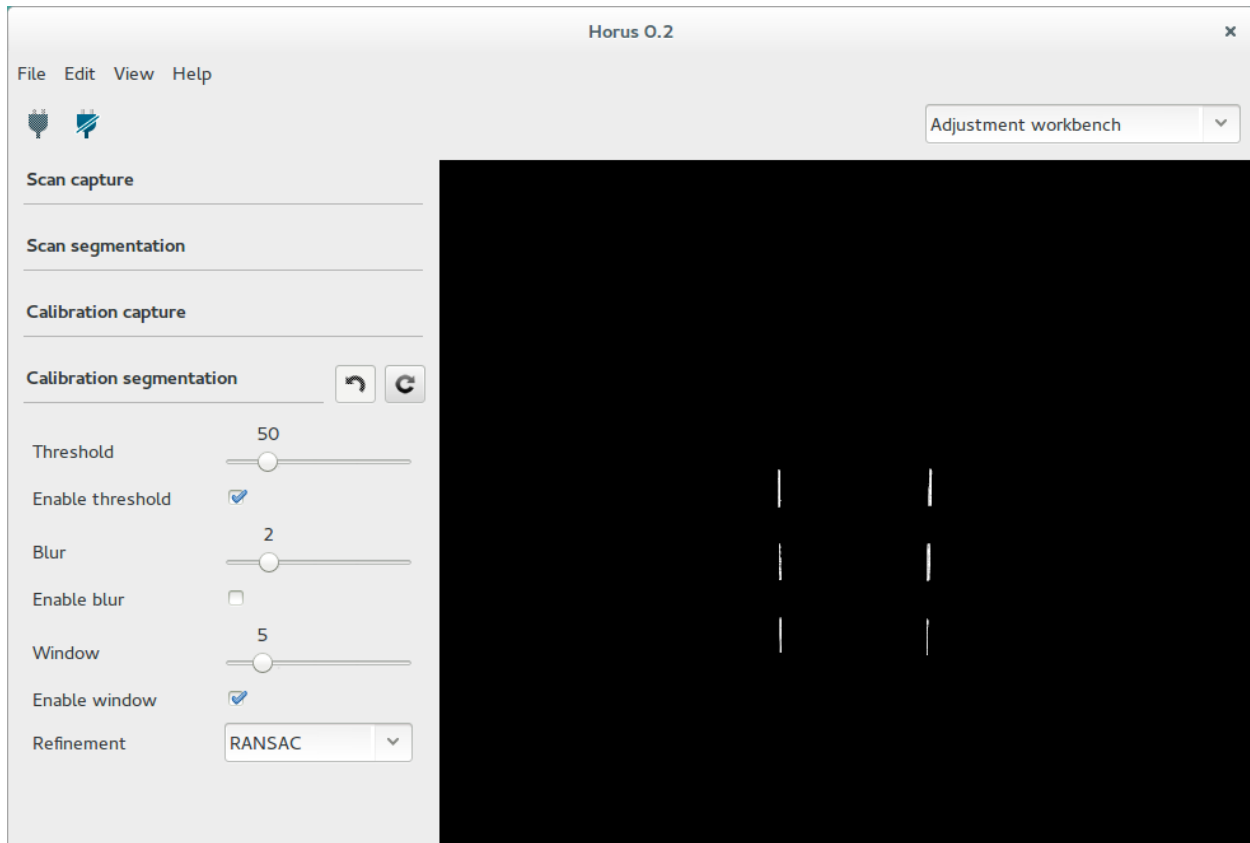 Horus 0.2
File Edit View Help
Adjustment workbench
Scan capture
Scan segmentation
Calibration capture
Calibration segmentation
50
Threshold
Enable threshold
2
Blur
Enable blur
5
Window
Enable window
Refinement RANSAC